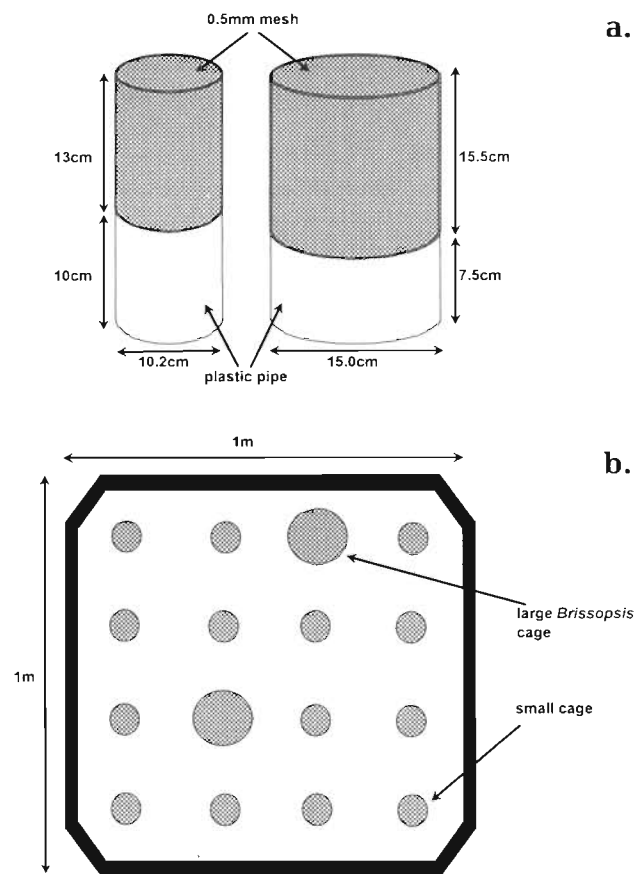 0.5mm mesh
a.
13cm
15.5cm
10cm
7.5cm
10.2cm
15.0cm
plastic pipe
1m
b.
large Brissopsis
cage
1m
small cage